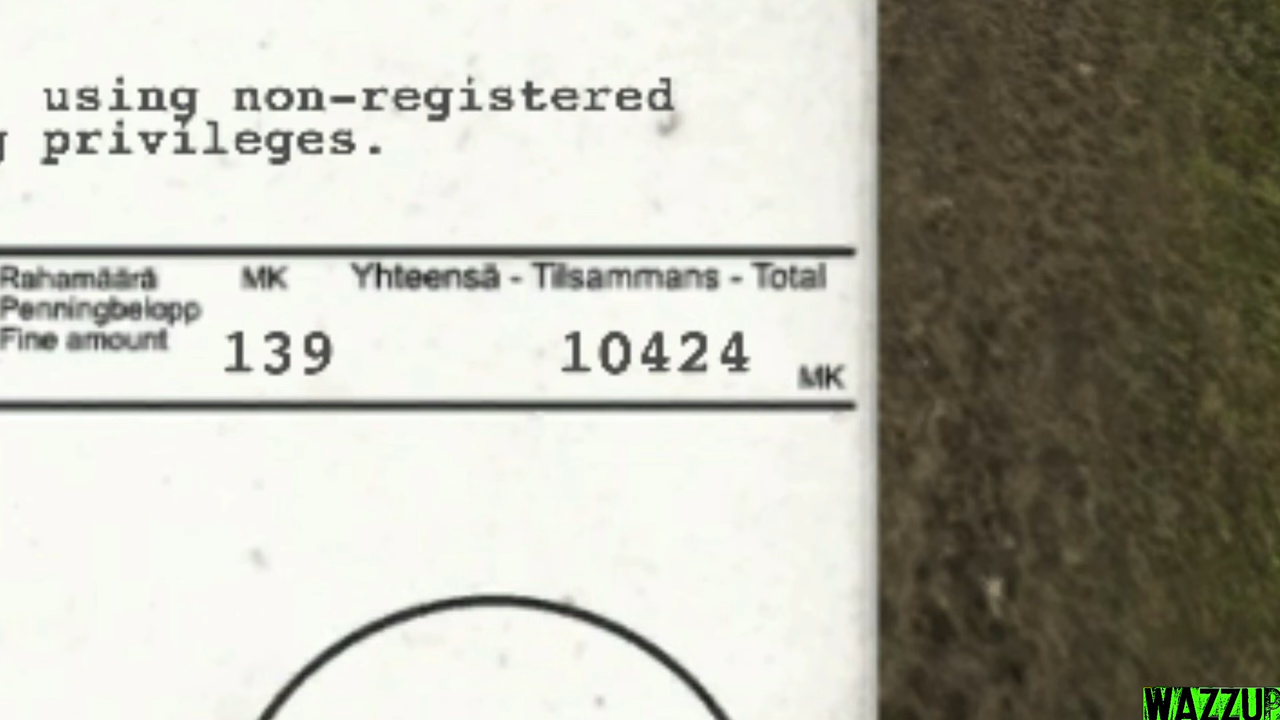 using non-registered
g privileges.
Rahamäärä MK Yhteensä - Tilsammans - Total
Penningbelopp
Fine amount 139 10424 MK
WAZZUP